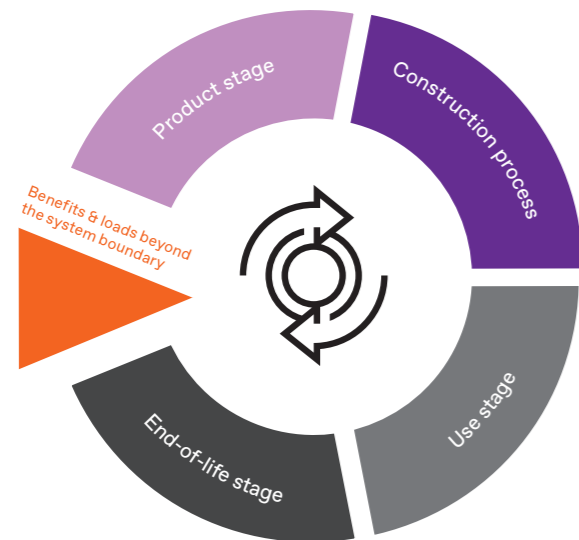 Product stage
Construction process
Benefits & loads beyond
the system boundary
Use stage
End-of-life stage